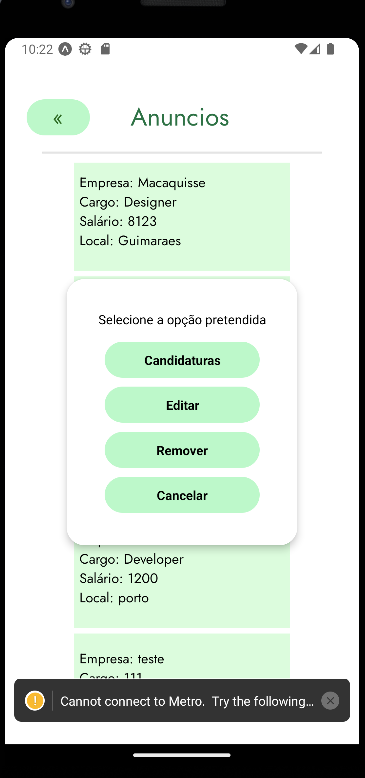 10:22
«
Anuncios
Empresa: Macaquisse
Cargo: Designer
Salário: 8123
Local: Guimaraes
Selecione a opção pretendida
Candidaturas
Editar
Remover
Cancelar
Cargo: Developer
Salário: 1200
Local: porto
Empresa: teste
Cargo: 111
! Cannot connect to Metro. Try the following...